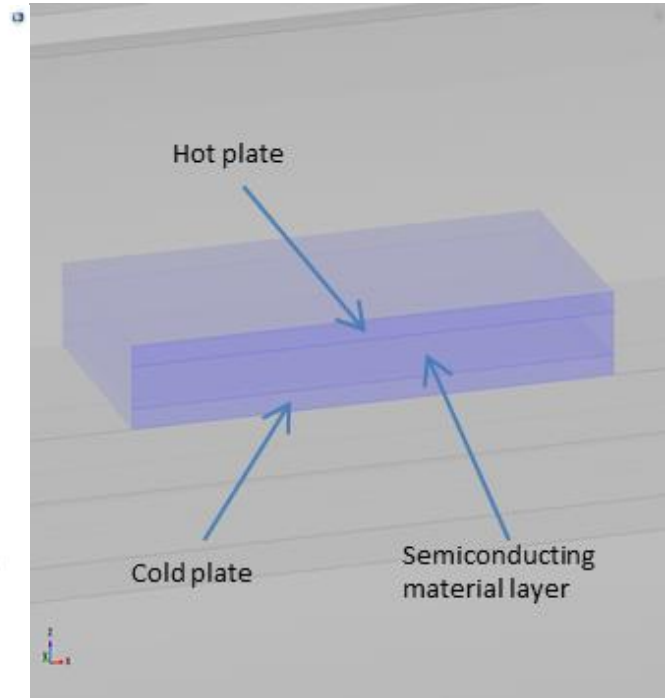 Hot plate
Cold plate
Semiconducting
material layer
z
y
x